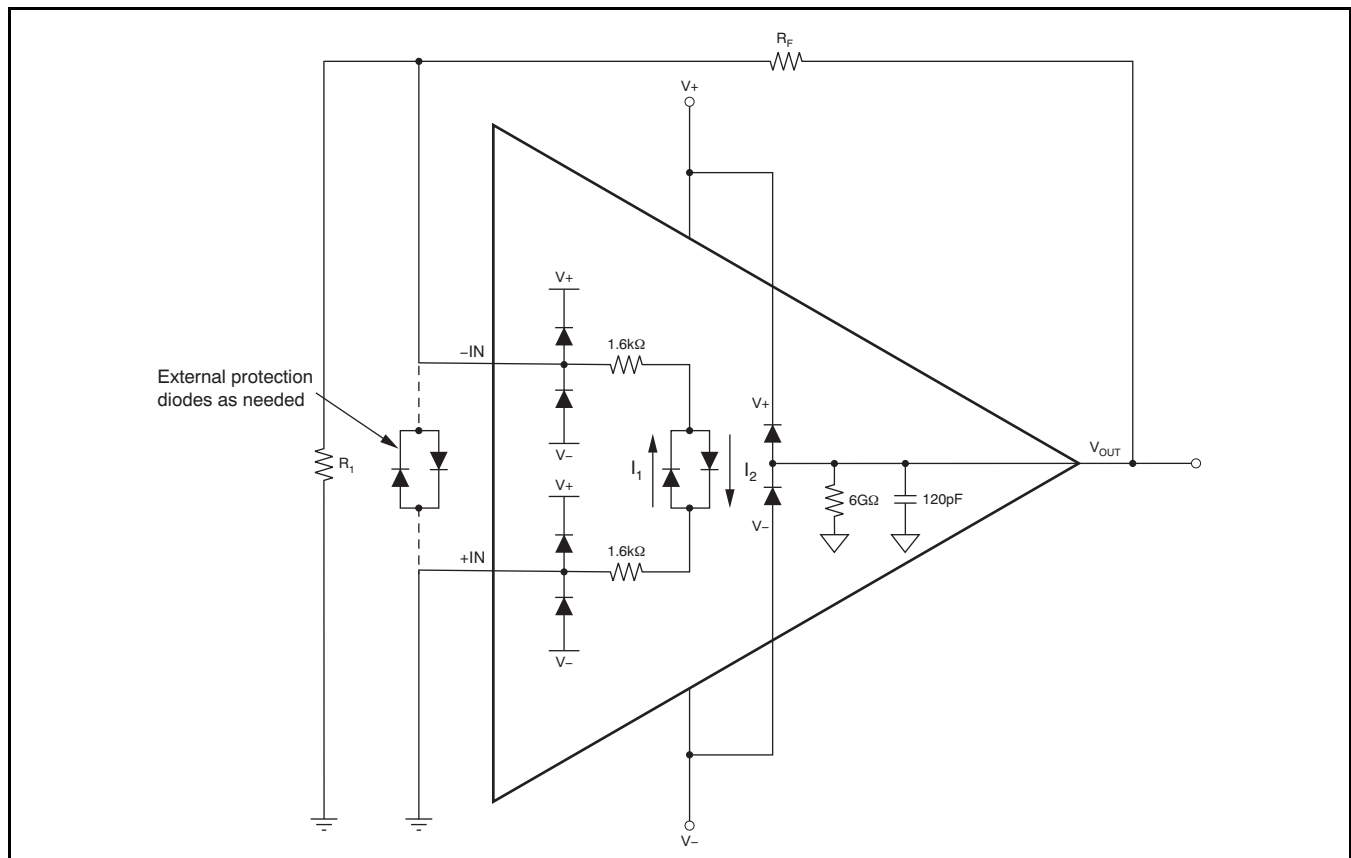 R_F
V+
V+
−IN
1.6kΩ
External protection
diodes as needed
V+
V−
R_1
I_1
I_2
V_OUT
V+
6GΩ
120pF
V−
1.6kΩ
+IN
V−
V−